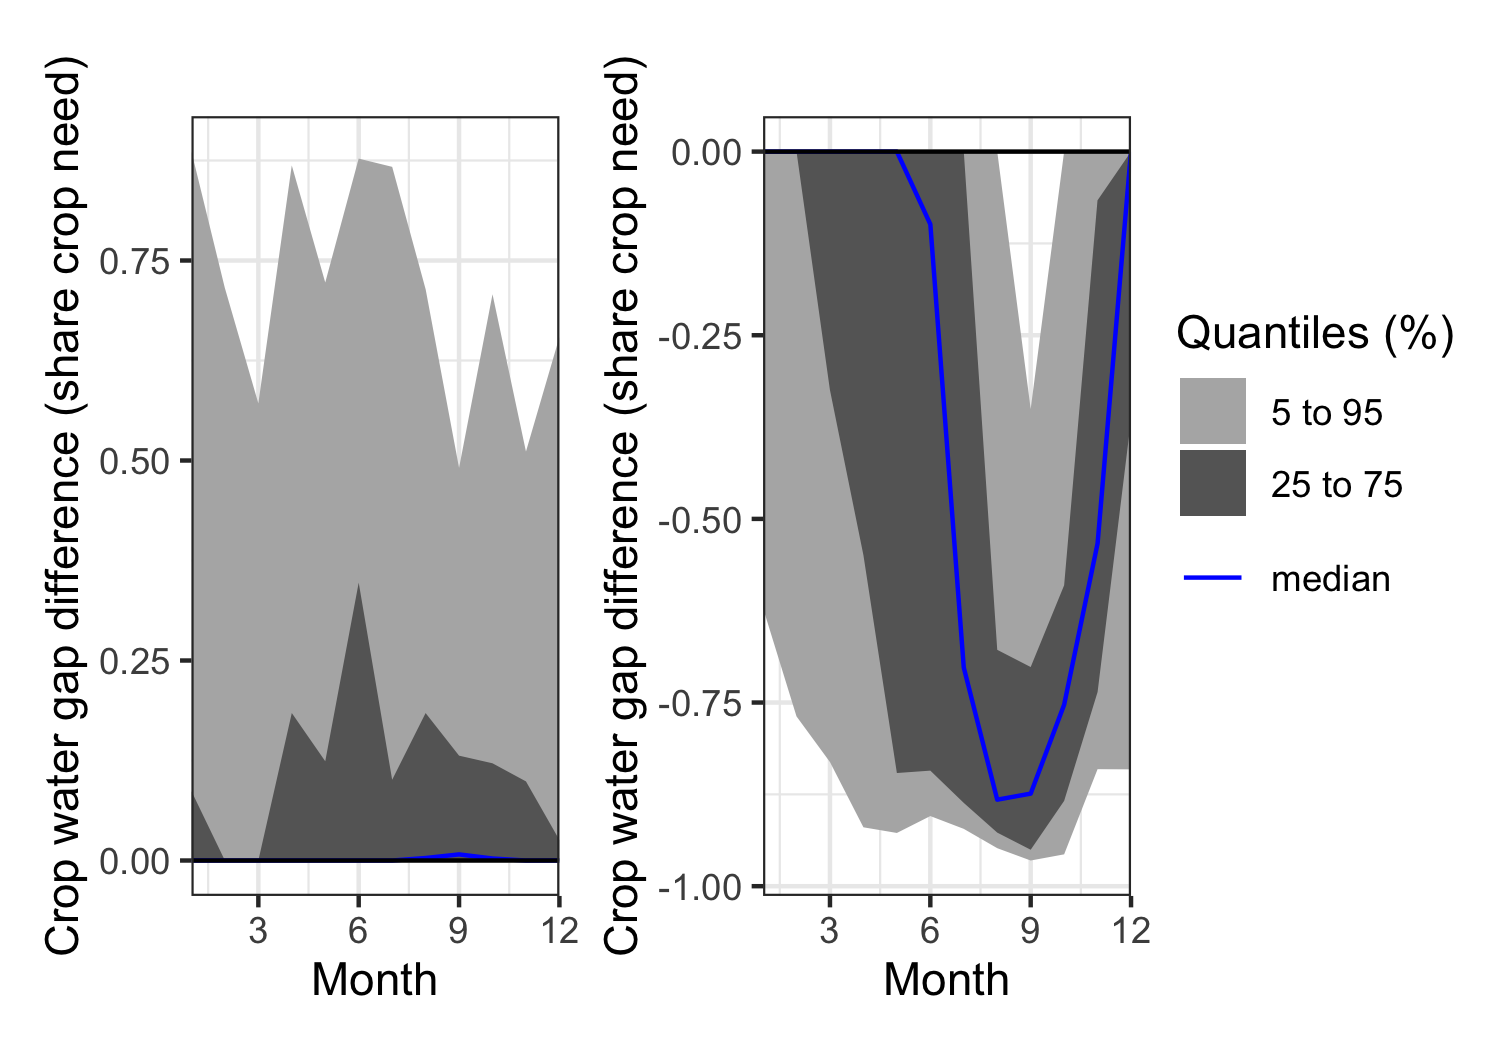 Crop water gap difference (share crop need)
0.75
0.50
0.25
0.00
3 6 9 12
Month
Crop water gap difference (share crop need)
0.00
-0.25
-0.50
-0.75
-1.00
3 6 9 12
Month
Quantiles (%)
5 to 95
25 to 75
median